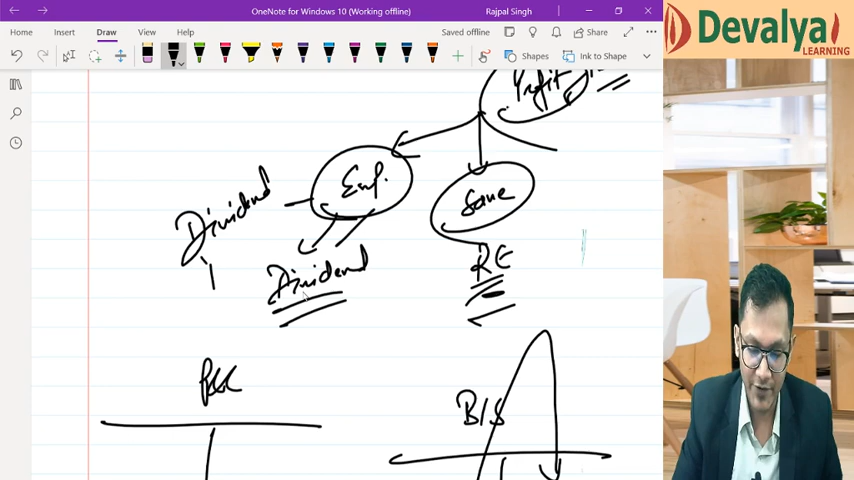 OneNote for Windows 10 (Working offline)
Rajpal Singh
Home Insert Draw View Help
Saved offline
Share
Shapes
Ink to Shape
Devalya
LEARNING
Profit
Save
Dividend
Dividend
RE
B/S